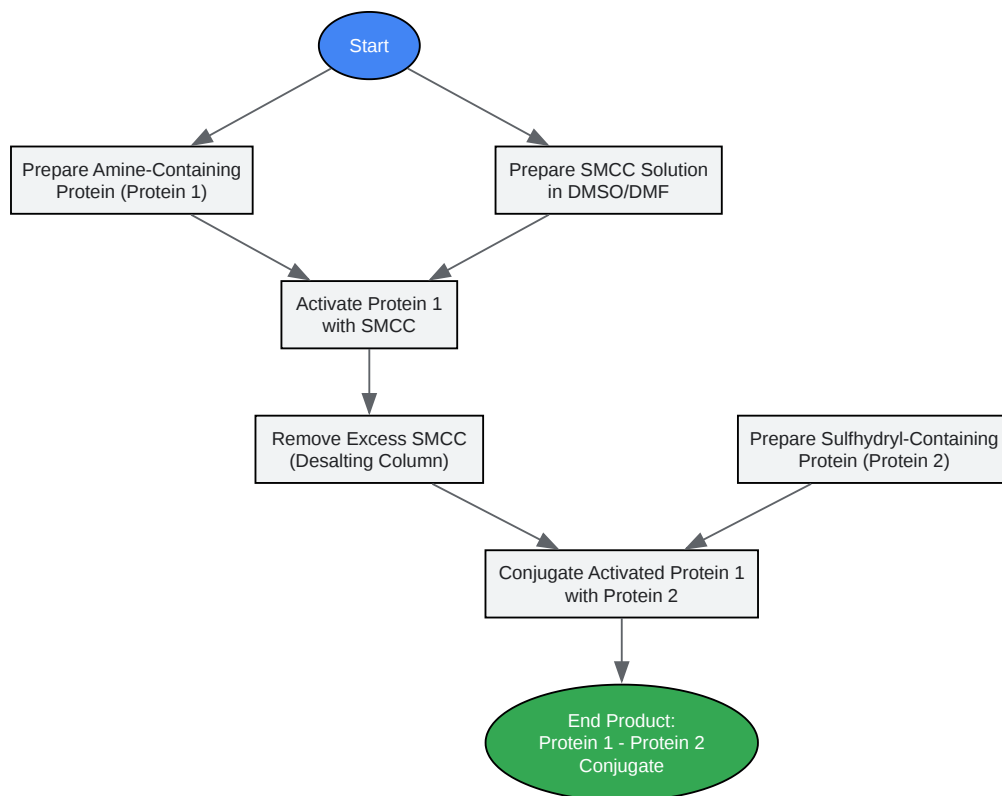 Start
Prepare Amine-Containing
Protein (Protein 1)
Prepare SMCC Solution
in DMSO/DMF
Activate Protein 1
with SMCC
Remove Excess SMCC
(Desalting Column)
Prepare Sulfhydryl-Containing
Protein (Protein 2)
Conjugate Activated Protein 1
with Protein 2
End Product:
Protein 1 - Protein 2
Conjugate